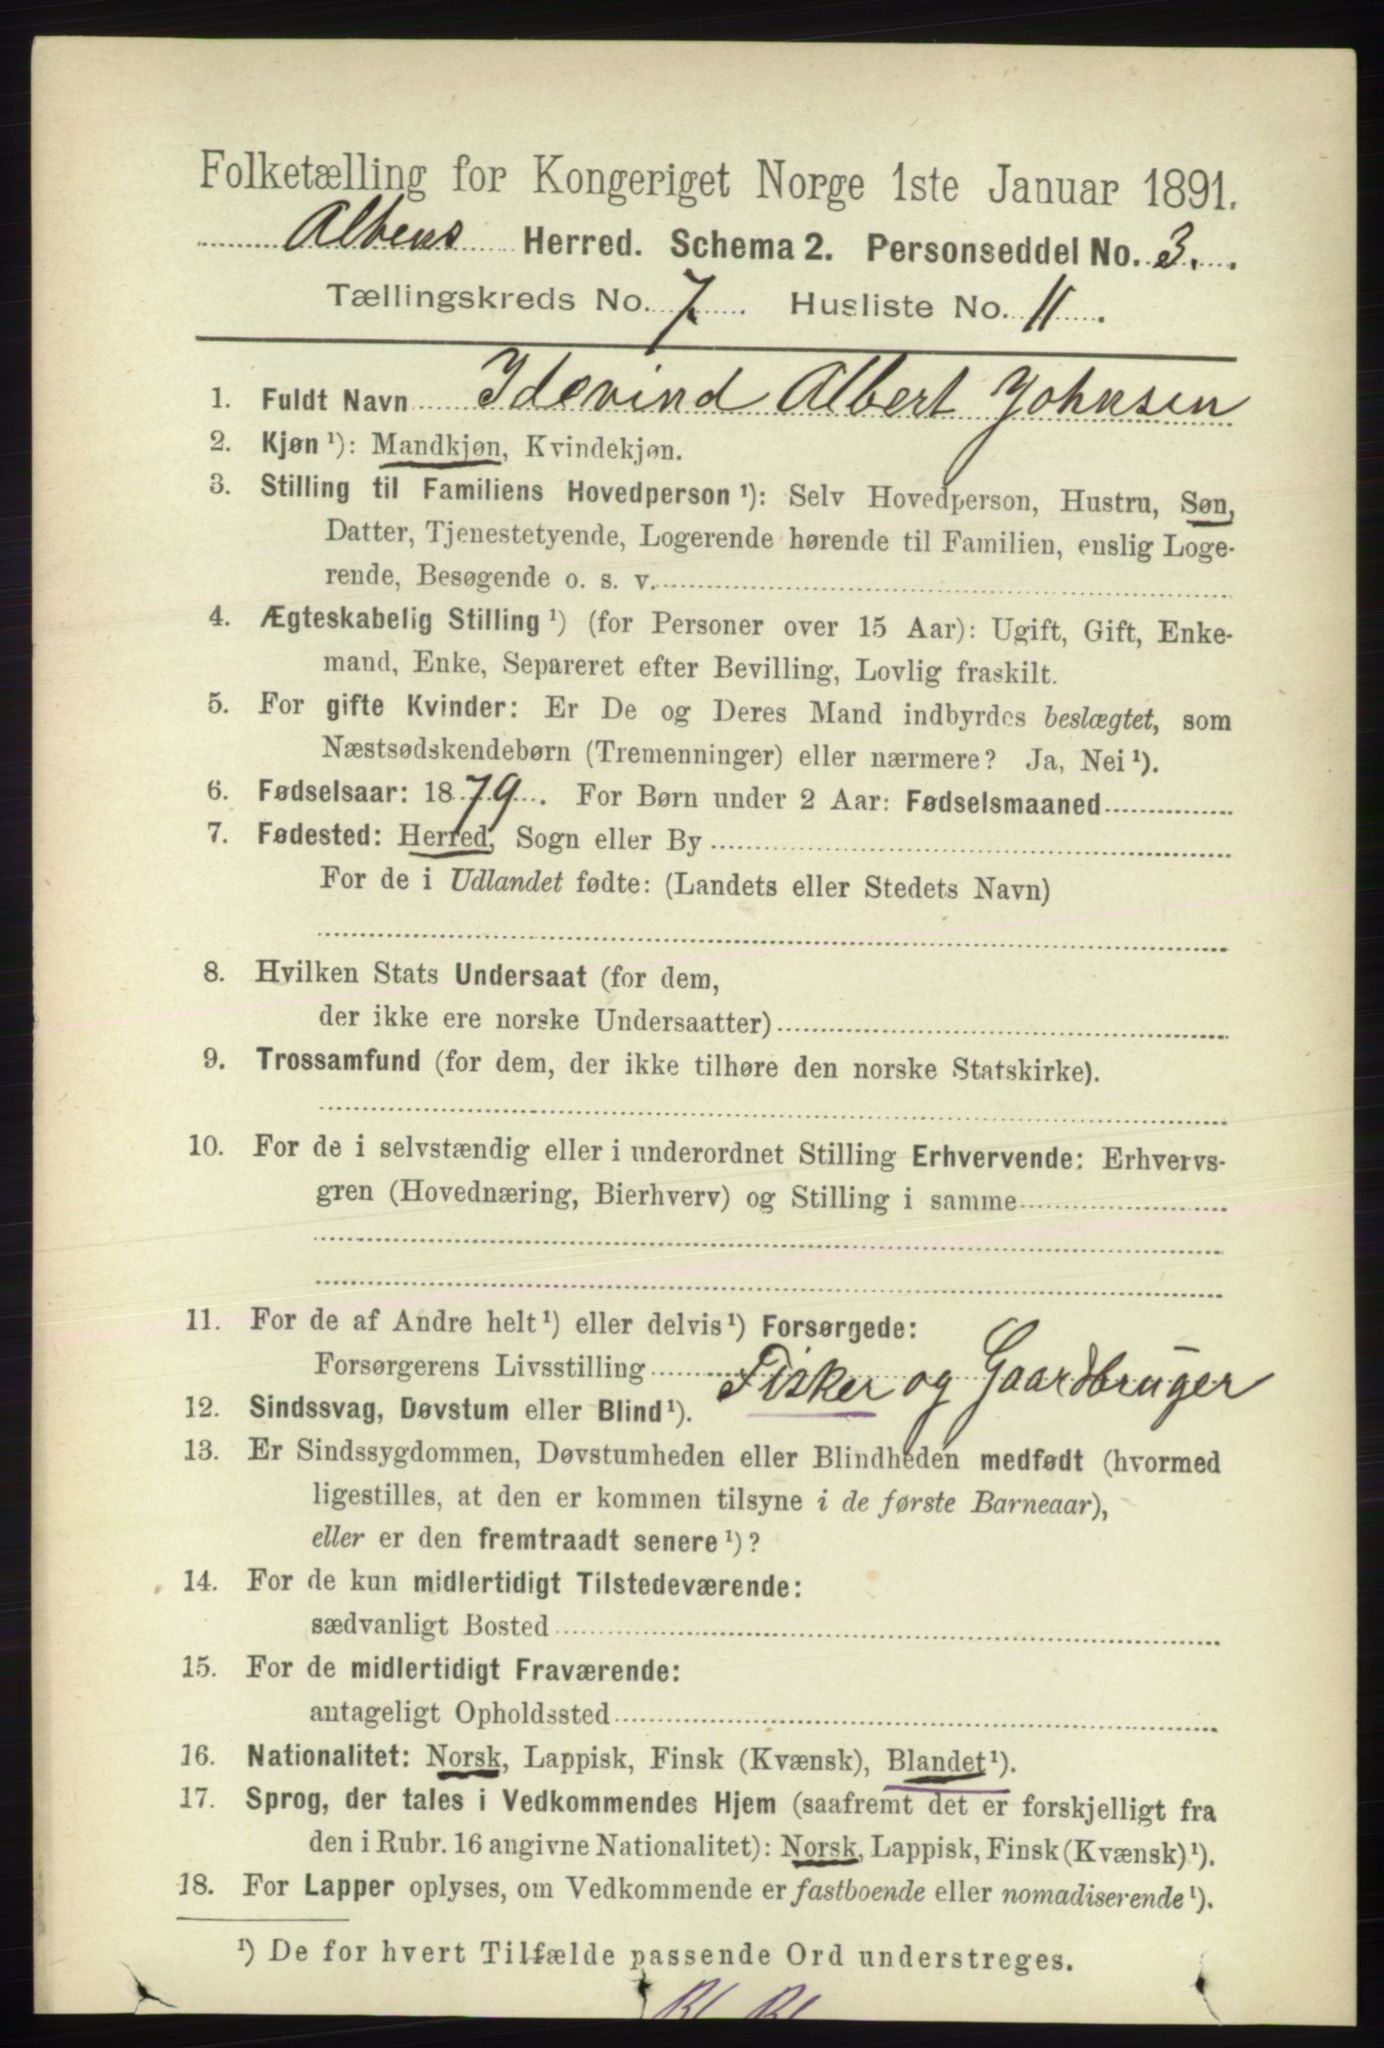 Folketælling for Kongeriget Norge 1ste Januar 1891.
Altens Herred. Schema 2. Personseddel No. 3.
Tællingskreds No. 7. Husliste No. 11.
1. Fuldt Navn Idevind Albert Johnsen
2. Kjøn ¹): Mandkjøn, Kvindekjøn.
3. Stilling til Familiens Hovedperson ¹): Selv Hovedperson, Hustru, Søn,
Datter, Tjenestetyende, Logerende hørende til Familien, enslig Loge-
rende, Besøgende o. s. v.
4. Ægteskabelig Stilling ¹) (for Personer over 15 Aar): Ugift, Gift, Enke-
mand, Enke, Separeret efter Bevilling, Lovlig fraskilt.
5. For gifte Kvinder: Er De og Deres Mand indbyrdes beslægtet, som
Næstsødskendebørn (Tremenninger) eller nærmere? Ja, Nei ¹).
6. Fødselsaar: 1879. For Børn under 2 Aar: Fødselsmaaned
7. Fødested: Herred, Sogn eller By
For de i Udlandet fødte: (Landets eller Stedets Navn)
8. Hvilken Stats Undersaat (for dem,
der ikke ere norske Undersaatter)
9. Trossamfund (for dem, der ikke tilhøre den norske Statskirke).
10. For de i selvstændig eller i underordnet Stilling Erhvervende: Erhvervs-
gren (Hovednæring, Bierhverv) og Stilling i samme
11. For de af Andre helt ¹) eller delvis ¹) Forsørgede:
Forsørgerens Livsstilling Fisker og Gaardbruger
12. Sindssvag, Døvstum eller Blind ¹).
13. Er Sindssygdommen, Døvstumheden eller Blindheden medfødt (hvormed
ligestilles, at den er kommen tilsyne i de første Barneaar),
eller er den fremtraadt senere ¹)?
14. For de kun midlertidigt Tilstedeværende:
sædvanligt Bosted
15. For de midlertidigt Fraværende:
antageligt Opholdssted
16. Nationalitet: Norsk, Lappisk, Finsk (Kvænsk), Blandet ¹).
17. Sprog, der tales i Vedkommendes Hjem (saafremt det er forskjelligt fra
den i Rubr. 16 angivne Nationalitet): Norsk, Lappisk, Finsk (Kvænsk) ¹).
18. For Lapper oplyses, om Vedkommende er fastboende eller nomadiserende ¹).
¹) De for hvert Tilfælde passende Ord understreges.
Bl. Bl.